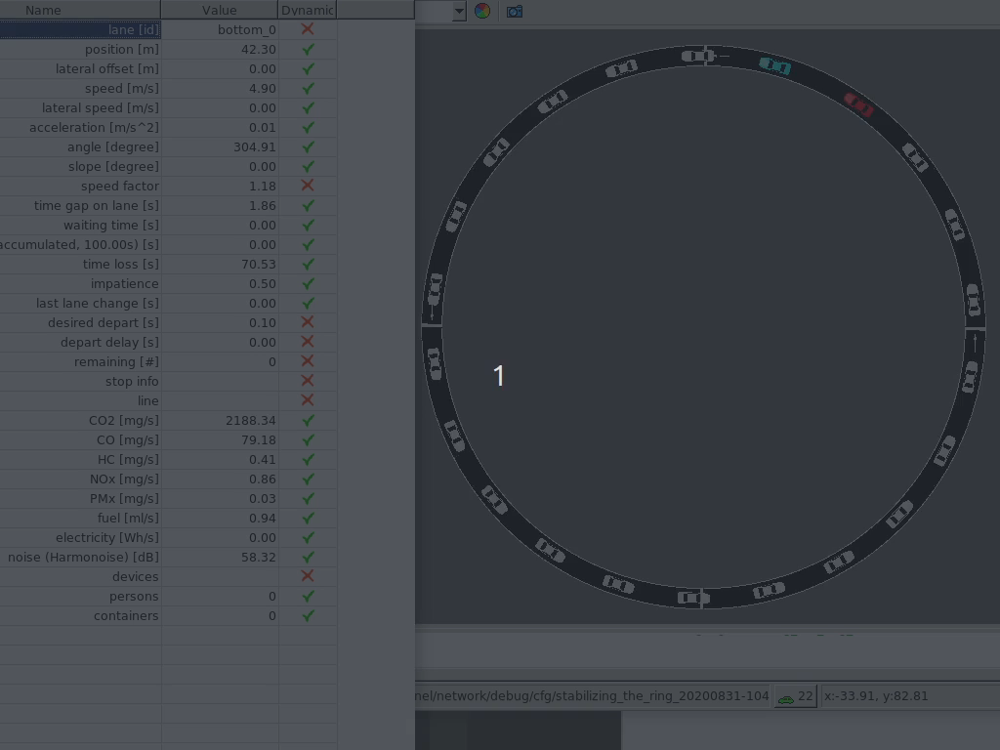 Name Value Dynamic
lane [id] bottom_0
position [m] 42.30
lateral offset [m] 0.00
speed [m/s] 4.90
lateral speed [m/s] 0.00
acceleration [m/s^2] 0.01
angle [degree] 304.91
slope [degree] 0.00
speed factor 1.18
time gap on lane [s] 1.86
waiting time [s] 0.00
accumulated, 100.00s) [s] 0.00
time loss [s] 70.53
impatience 0.50
last lane change [s] 0.00
desired depart [s] 0.10
depart delay [s] 0.00
remaining [#] 0
stop info
line
CO2 [mg/s] 2188.34
CO [mg/s] 79.18
HC [mg/s] 0.41
NOx [mg/s] 0.86
PMx [mg/s] 0.03
fuel [ml/s] 0.94
electricity [Wh/s] 0.00
noise (Harmonoise) [dB] 58.32
devices
persons 0
containers 0
1
nel/network/debug/cfg/stabilizing_the_ring_20200831-104 22 x:-33.91, y:82.81